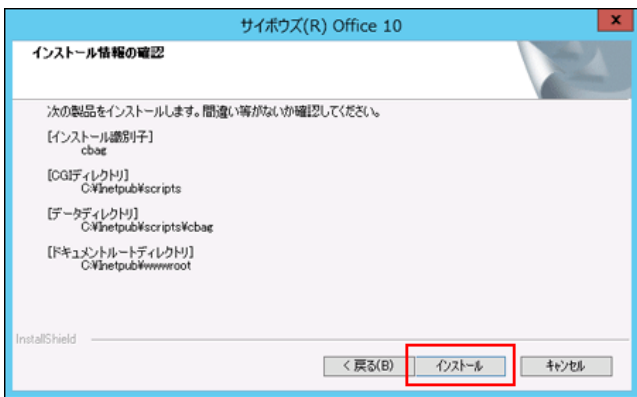 サイボウズ(R) Office 10
x
インストール情報の確認
次の製品をインストールします。間違い等がないか確認してください。
[インストール識別子]
cbag
[CGIディレクトリ]
C:¥Inetpub¥scripts
[データディレクトリ]
C:¥Inetpub¥scripts¥cbag
[ドキュメントルートディレクトリ]
C:¥Inetpub¥wwwroot
InstallShield
< 戻る(B) インストール キャンセル